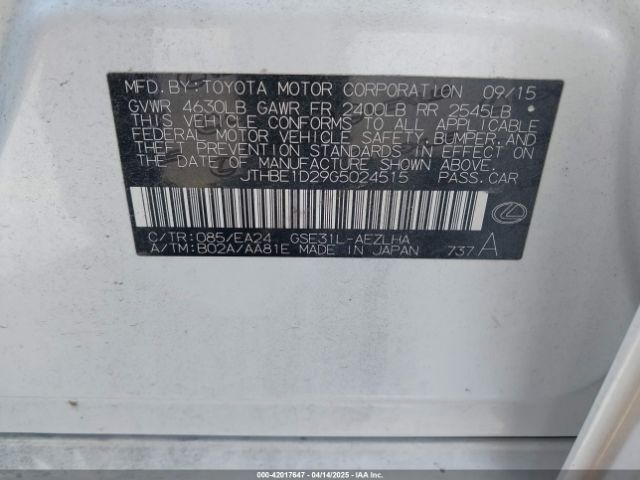 MFD. BY: TOYOTA MOTOR CORPORATION 09/15
GVWR 4630LB GAWR FR 2400LB RR 2545LB
THIS VEHICLE CONFORMS TO ALL APPLICABLE
FEDERAL MOTOR VEHICLE SAFETY, BUMPER, AND
THEFT PREVENTION STANDARDS IN EFFECT ON
THE DATE OF MANUFACTURE SHOWN ABOVE.
JTHBE1D29G5024515 PASS. CAR
C/TR: 085/EA24 GSE31L-AEZLHA
A/TM: B02A/AA81E MADE IN JAPAN 737 A
000-42017647 - 04/14/2025 - IAAI.COM